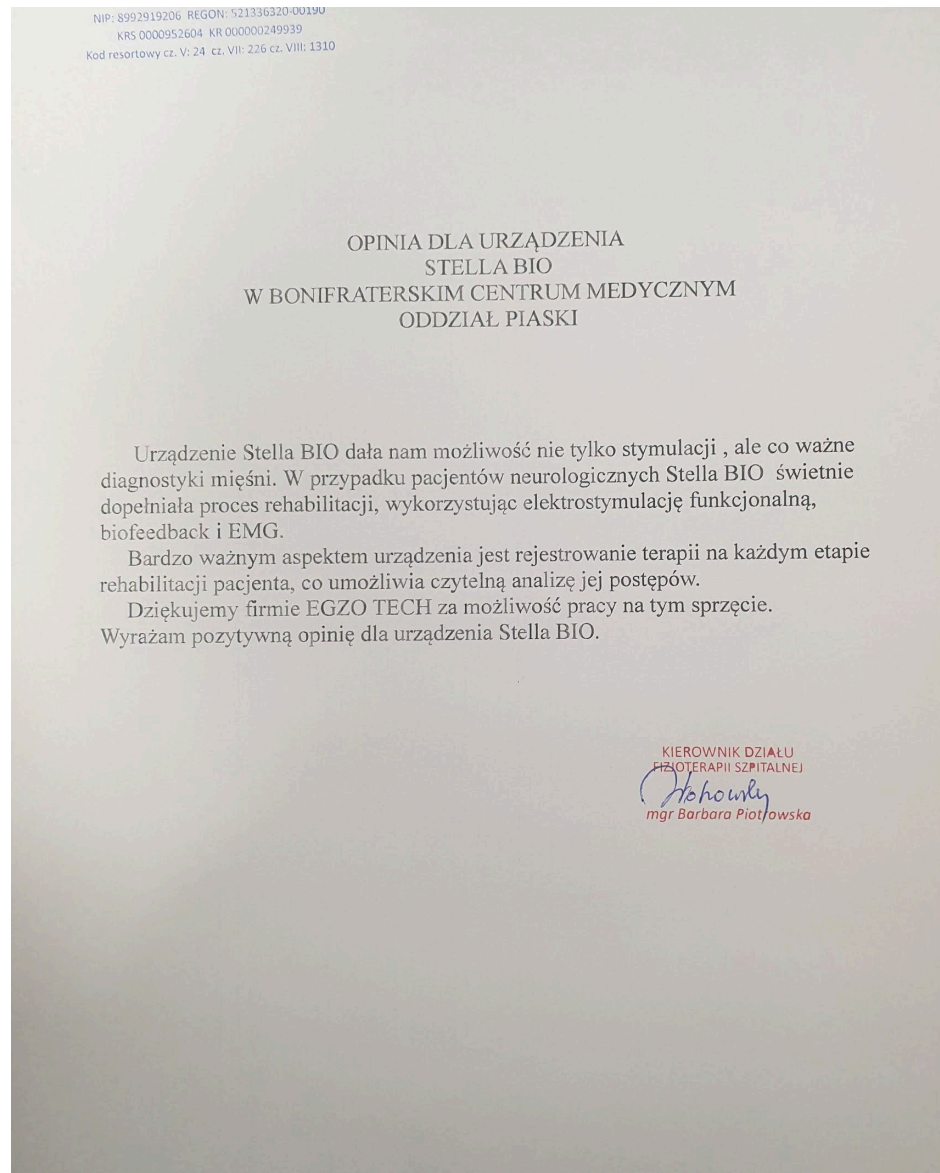 NIP: 8992919206 REGON: 521336320-00190
KRS 0000952604 KR 000000249939
Kod resortowy cz. V: 24 cz. VII: 226 cz. VIII: 1310
OPINIA DLA URZĄDZENIA
STELLA BIO
W BONIFRATERSKIM CENTRUM MEDYCZNYM
ODDZIAŁ PIASKI
Urządzenie Stella BIO dała nam możliwość nie tylko stymulacji , ale co ważne
diagnostyki mięśni. W przypadku pacjentów neurologicznych Stella BIO świetnie
dopełniała proces rehabilitacji, wykorzystując elektrostymulację funkcjonalną,
biofeedback i EMG.
Bardzo ważnym aspektem urządzenia jest rejestrowanie terapii na każdym etapie
rehabilitacji pacjenta, co umożliwia czytelną analizę jej postępów.
Dziękujemy firmie EGZO TECH za możliwość pracy na tym sprzęcie.
Wyrażam pozytywną opinię dla urządzenia Stella BIO.
KIEROWNIK DZIAŁU
FIZJOTERAPII SZPITALNEJ
mgr Barbara Piotrowska